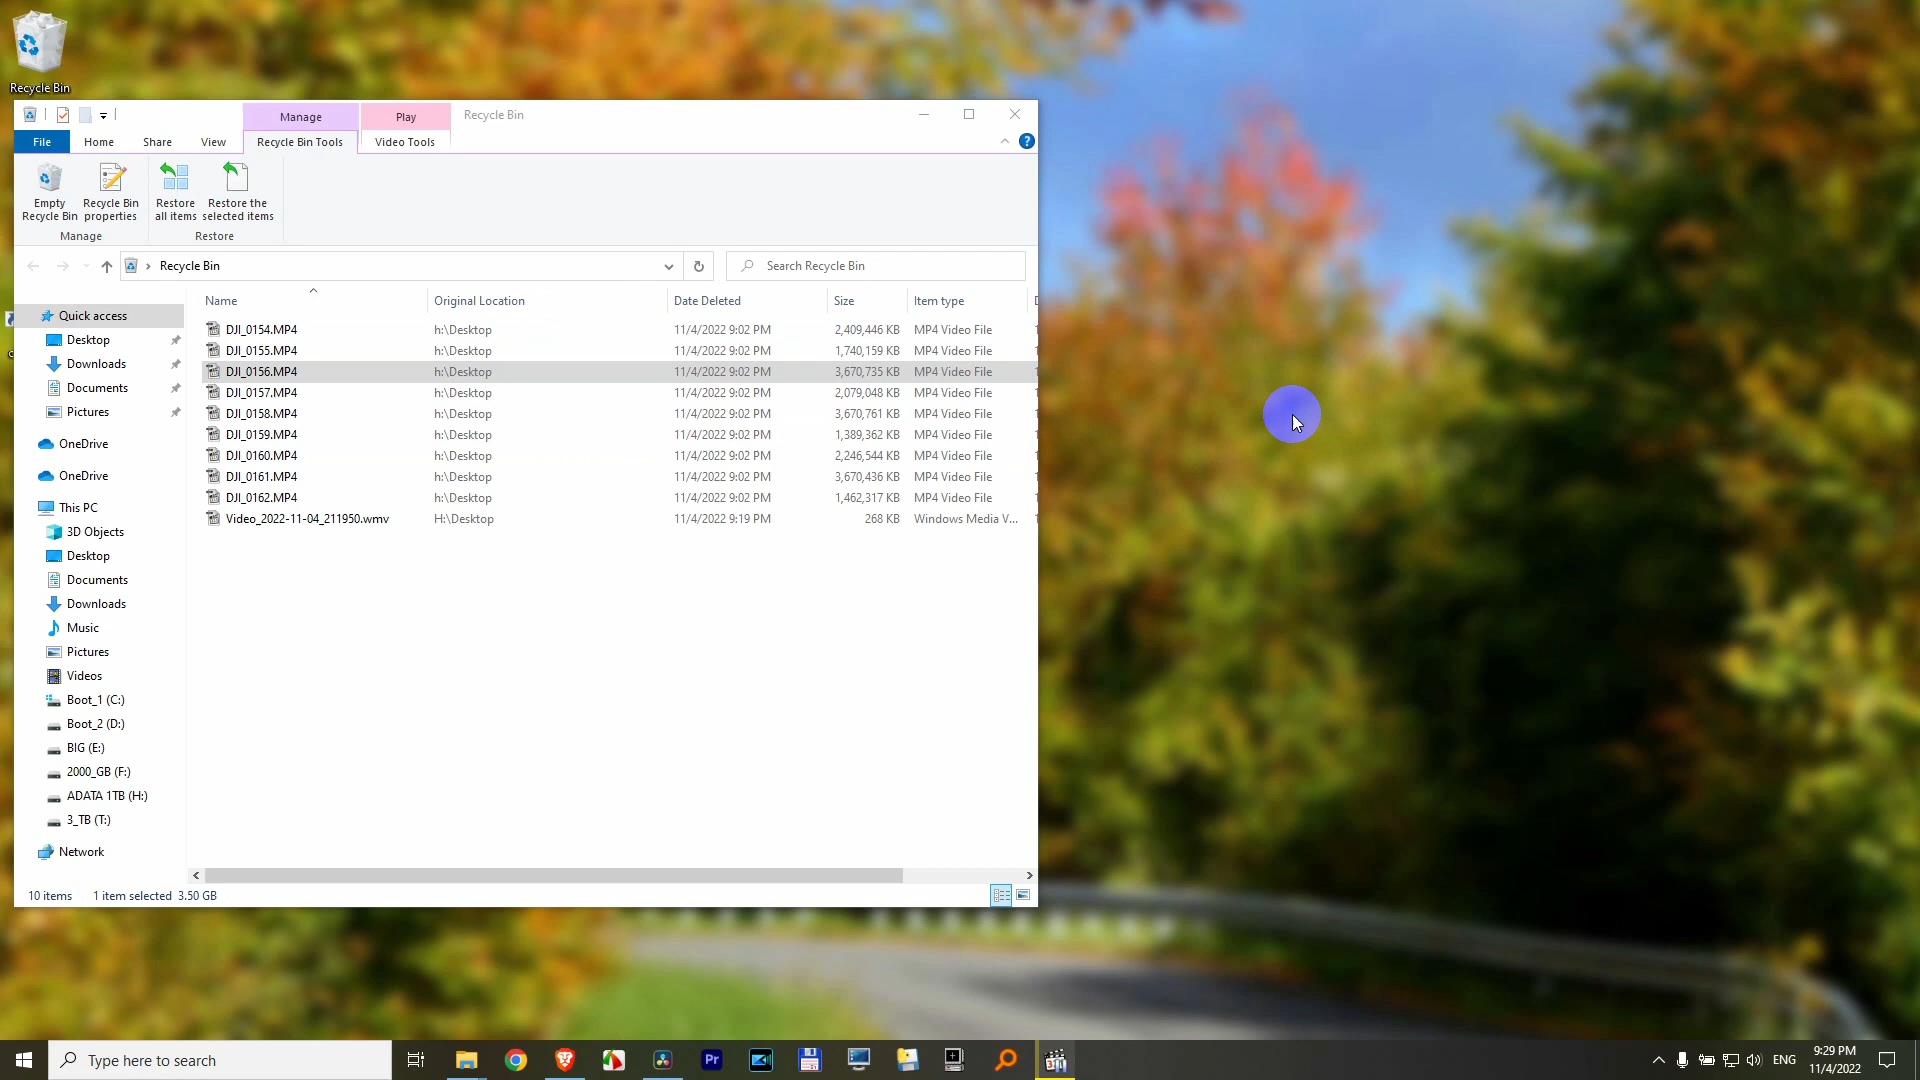 Recycle Bin
Manage
Play
Recycle Bin
File
Home
Share
View
Recycle Bin Tools
Video Tools
Empty Recycle Bin
Recycle Bin properties
Restore all items
Restore the selected items
Manage
Restore
Recycle Bin
Search Recycle Bin
Name Original Location Date Deleted Size Item type
DJI_0154.MP4 h:\Desktop 11/4/2022 9:02 PM 2,409,446 KB MP4 Video File
DJI_0155.MP4 h:\Desktop 11/4/2022 9:02 PM 1,740,159 KB MP4 Video File
DJI_0156.MP4 h:\Desktop 11/4/2022 9:02 PM 3,670,735 KB MP4 Video File
DJI_0157.MP4 h:\Desktop 11/4/2022 9:02 PM 2,079,048 KB MP4 Video File
DJI_0158.MP4 h:\Desktop 11/4/2022 9:02 PM 3,670,761 KB MP4 Video File
DJI_0159.MP4 h:\Desktop 11/4/2022 9:02 PM 1,389,362 KB MP4 Video File
DJI_0160.MP4 h:\Desktop 11/4/2022 9:02 PM 2,246,544 KB MP4 Video File
DJI_0161.MP4 h:\Desktop 11/4/2022 9:02 PM 3,670,436 KB MP4 Video File
DJI_0162.MP4 h:\Desktop 11/4/2022 9:02 PM 1,462,317 KB MP4 Video File
Video_2022-11-04_211950.wmv H:\Desktop 11/4/2022 9:19 PM 268 KB Windows Media V...
Quick access
Desktop
Downloads
Documents
Pictures
OneDrive
OneDrive
This PC
3D Objects
Desktop
Documents
Downloads
Music
Pictures
Videos
Boot_1 (C:)
Boot_2 (D:)
BIG (E:)
2000_GB (F:)
ADATA 1TB (H:)
3_TB (T:)
Network
10 items 1 item selected 3.50 GB
Type here to search
Pr
ENG
9:29 PM
11/4/2022